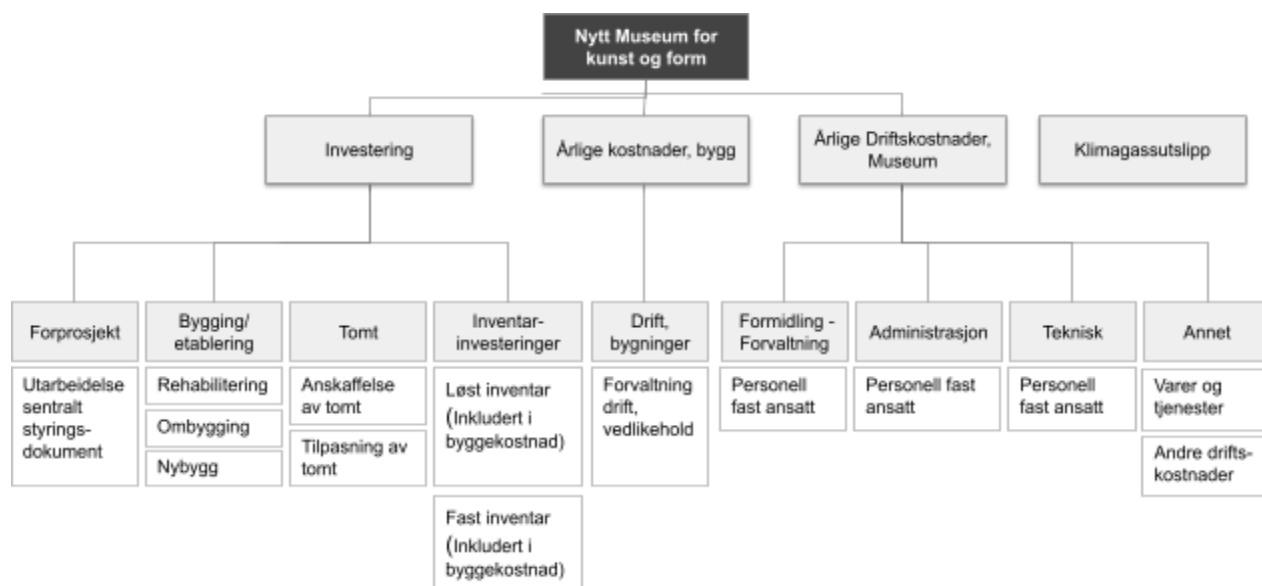 Nytt Museum for
kunst og form
Investering
Årlige kostnader, bygg
Årlige Driftskostnader,
Museum
Klimagassutslipp
Forprosjekt
Bygging/
etablering
Tomt
Inventar-
investeringer
Drift,
bygninger
Formidling -
Forvaltning
Administrasjon
Teknisk
Annet
Utarbeidelse
sentralt
styrings-
dokument
Rehabilitering
Ombygging
Nybygg
Anskaffelse
av tomt
Tilpasning av
tomt
Løst inventar
(Inkludert i
byggekostnad)
Fast inventar
(Inkludert i
byggekostnad)
Forvaltning
drift,
vedlikehold
Personell
fast ansatt
Personell fast
ansatt
Personell
fast ansatt
Varer og
tjenester
Andre drifts-
kostnader